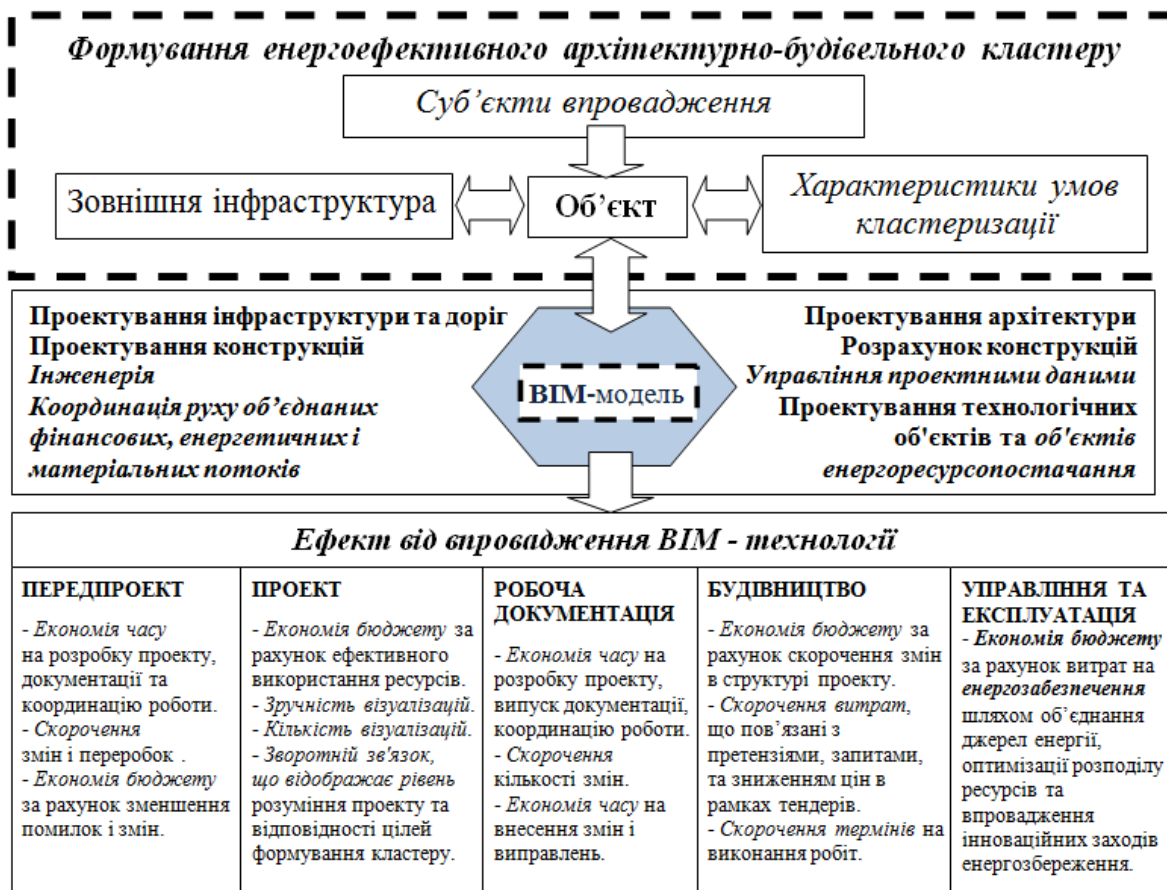 Формування енергоефективного архітектурно-будівельного кластеру
Суб’єкти впровадження
Зовнішня інфраструктура
Об’єкт
Характеристики умов
кластеризації
Проектування інфраструктури та доріг
Проектування конструкцій
Інженерія
Координація руху об’єднаних
фінансових, енергетичних і
матеріальних потоків
BIM-модель
Проектування архітектури
Розрахунок конструкцій
Управління проектними даними
Проектування технологічних
об'єктів та об'єктів
енергоресурсопостачання
Ефект від впровадження BIM - технології
ПЕРЕДПРОЕКТ
- Економія часу
на розробку проекту,
документації та
координацію роботи.
- Скорочення
змін і переробок .
- Економія бюджету
за рахунок зменшення
помилок і змін.
ПРОЕКТ
- Економія бюджету за
рахунок ефективного
використання ресурсів.
- Зручність візуалізацій.
- Кількість візуалізацій.
- Зворотній зв'язок,
що відображає рівень
розуміння проекту та
відповідності цілей
формування кластеру.
РОБОЧА
ДОКУМЕНТАЦІЯ
- Економія часу на
розробку проекту,
випуск документації,
координацію роботи.
- Скорочення
кількості змін.
- Економія часу на
внесення змін і
виправлень.
БУДІВНИЦТВО
- Економія бюджету за
рахунок скорочення змін
в структурі проекту.
- Скорочення витрат,
що пов’язані з
претензіями, запитами,
та зниженням цін в
рамках тендерів.
- Скорочення термінів на
виконання робіт.
УПРАВЛІННЯ ТА
ЕКСПЛУАТАЦІЯ
- Економія бюджету
за рахунок витрат на
енергозабезпечення
шляхом об’єднання
джерел енергії,
оптимізації розподілу
ресурсів та
впровадження
інноваційних заходів
енергозбереження.